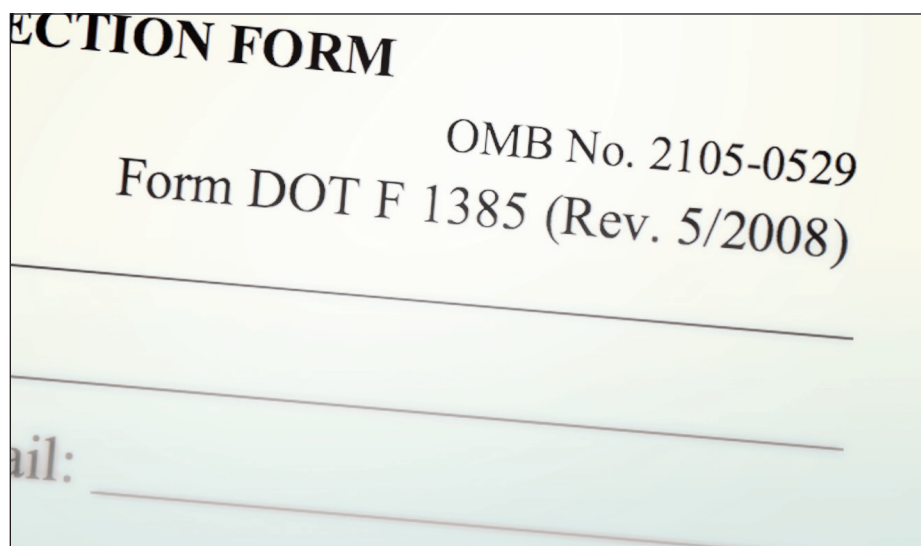 ECTION FORM
OMB No. 2105-0529
Form DOT F 1385 (Rev. 5/2008)
ail: